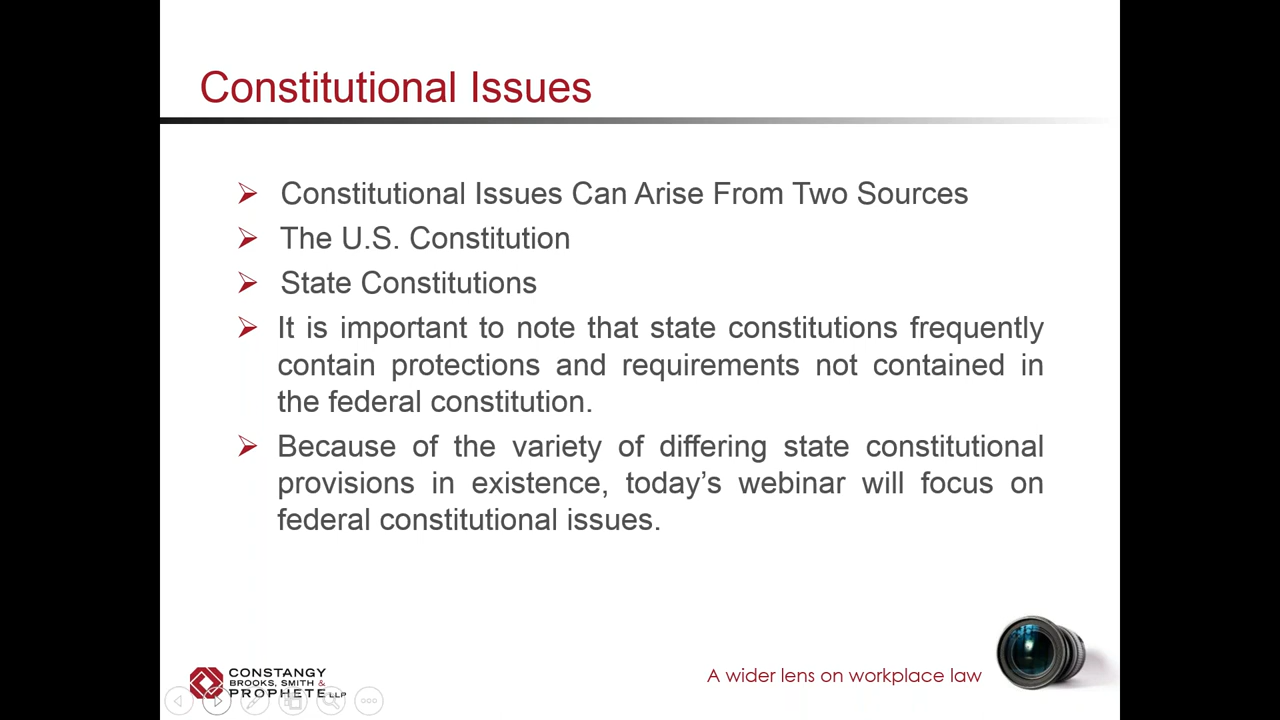 Constitutional Issues
Constitutional Issues Can Arise From Two Sources
The U.S. Constitution
State Constitutions
It is important to note that state constitutions frequently
contain protections and requirements not contained in
the federal constitution.
Because of the variety of differing state constitutional
provisions in existence, today’s webinar will focus on
federal constitutional issues.
CONSTANGY
BROOKS, SMITH &
PROPHETE LLP
A wider lens on workplace law